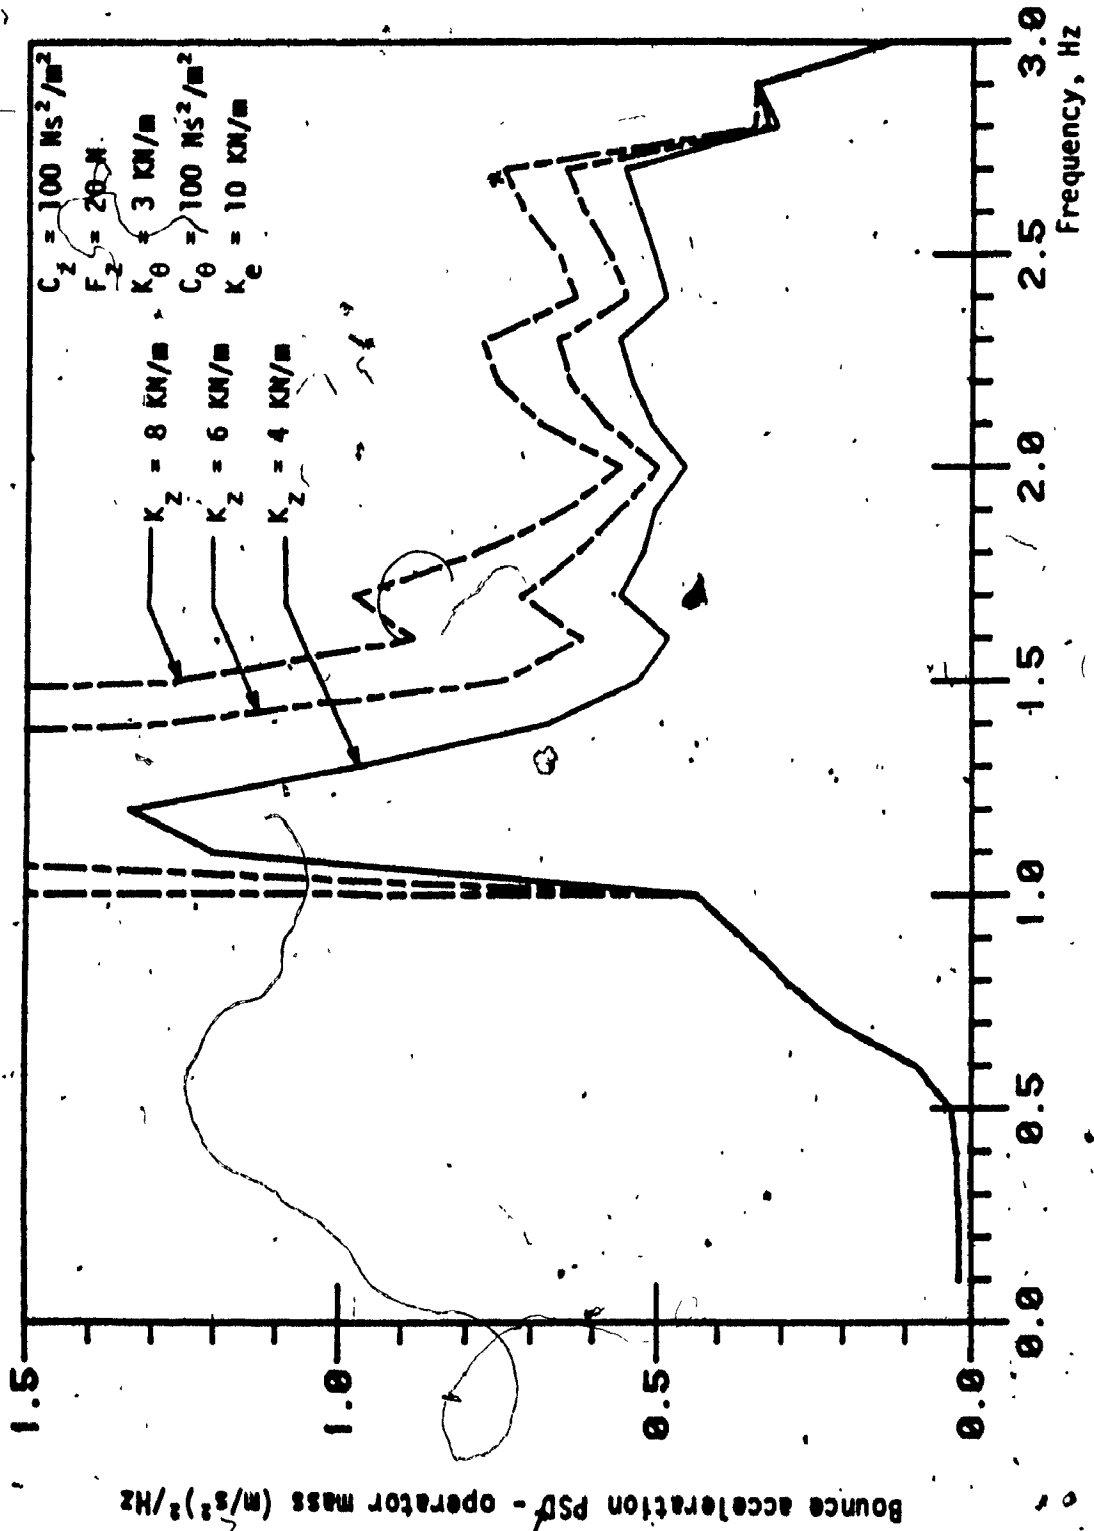 C_z = 100 Ns²/m²
F_z = 20 N
K_θ = 3 KN/m
C_θ = 100 Ns²/m²
K_e = 10 KN/m
K_z = 8 KN/m
K_z = 6 KN/m
K_z = 4 KN/m
1.5
1.0
0.5
0.0
Bounce acceleration PSD - operator mass (m/s²)²/Hz
0.0 0.5 1.0 1.5 2.0 2.5 3.0
Frequency, Hz